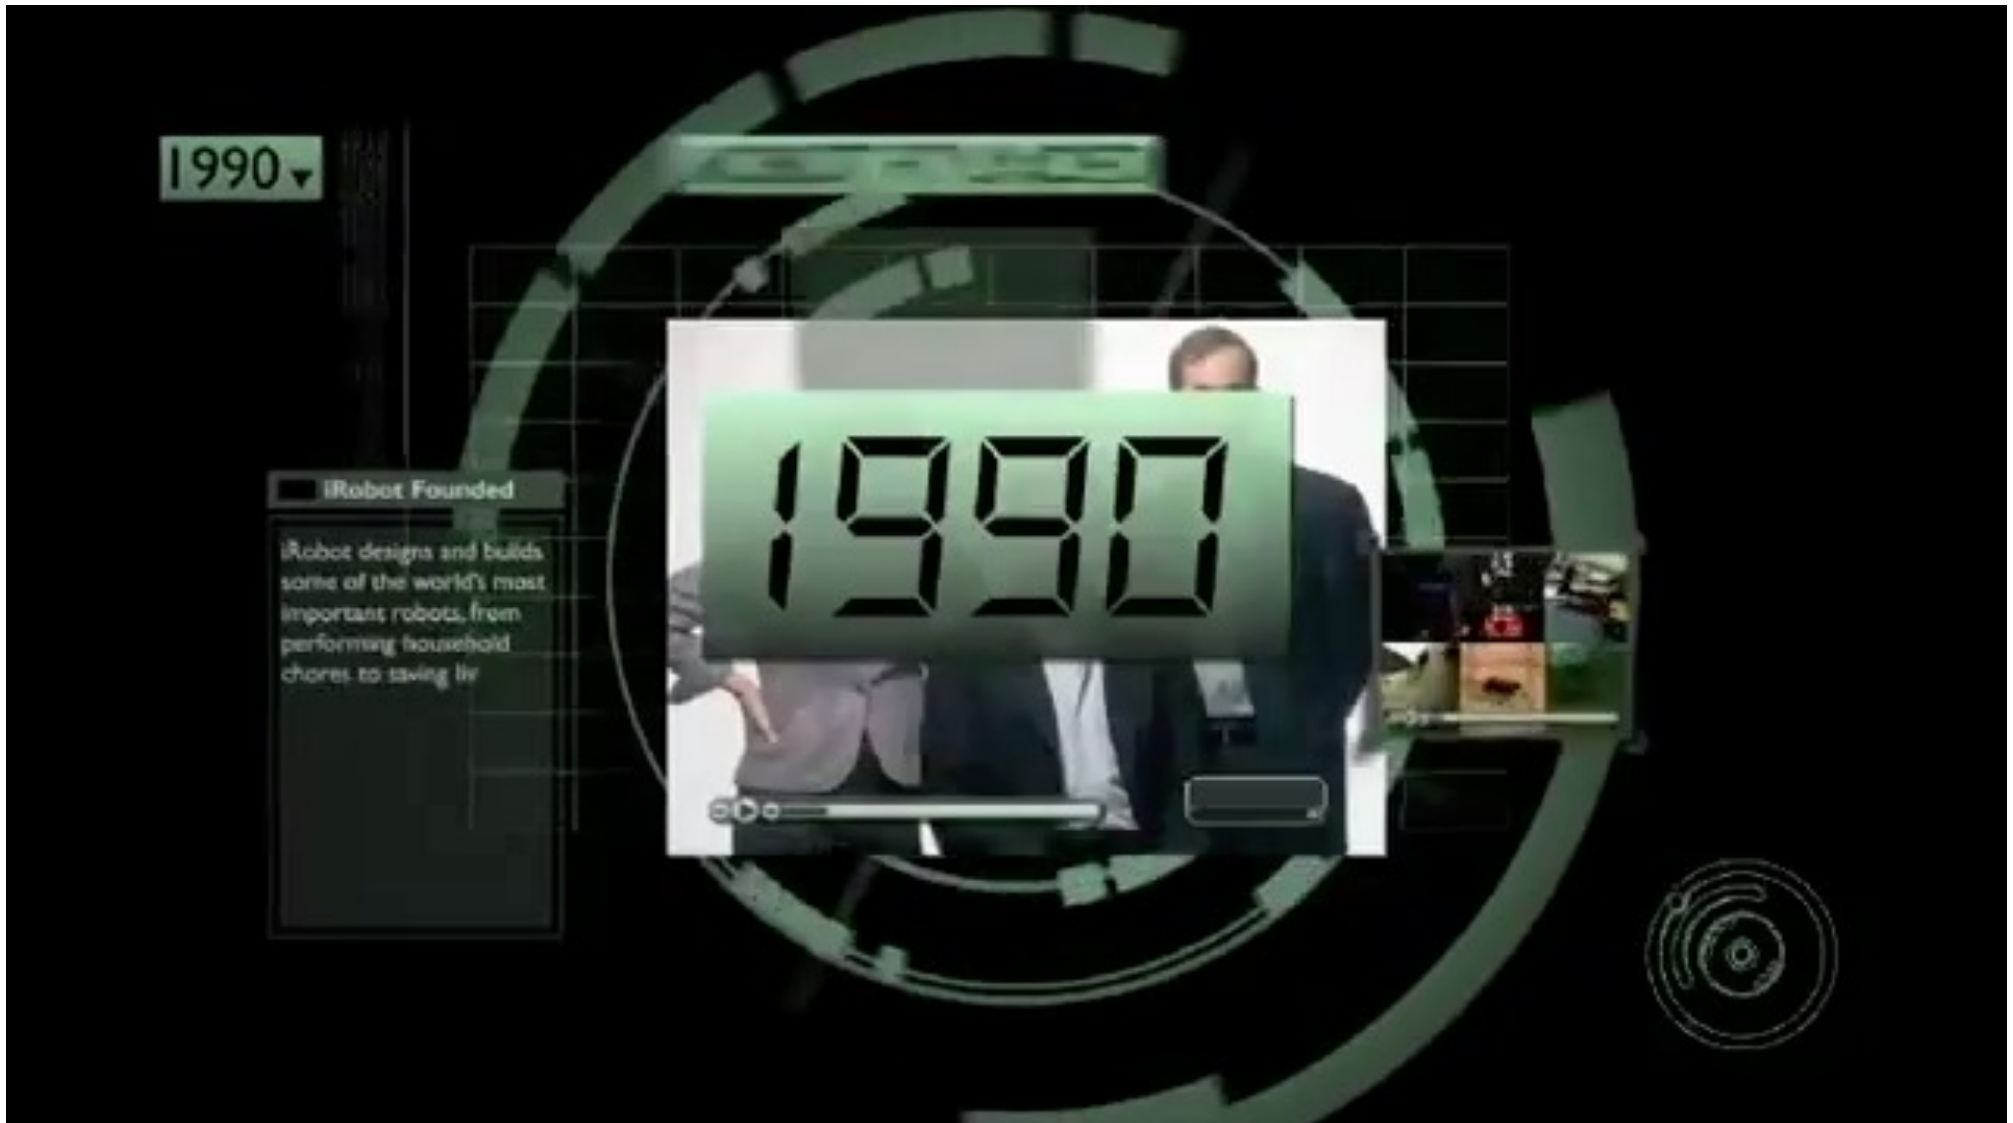 1990
1990
iRobot Founded
iRobot designs and builds
some of the world's most
important robots, from
performing household
chores to saving liv